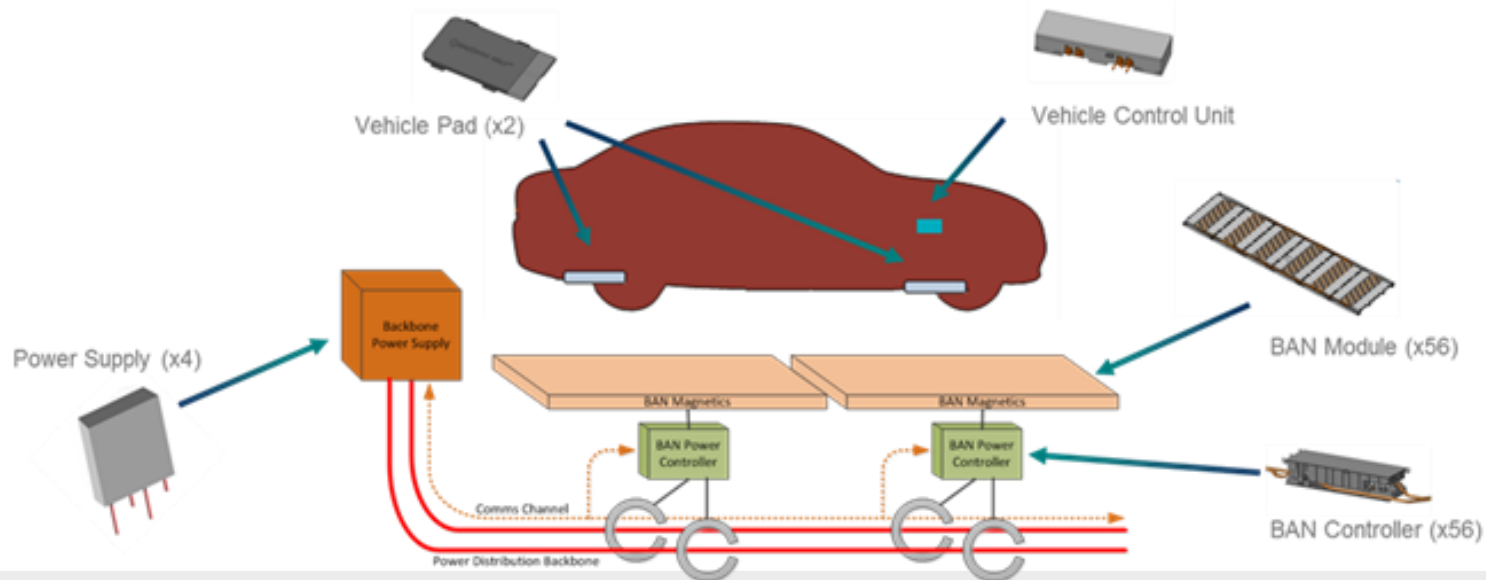 Vehicle Pad (x2)
Vehicle Control Unit
Power Supply (x4)
Backbone
Power Supply
BAN Module (x56)
BAN Magnetics
BAN Magnetics
BAN Power
Controller
BAN Power
Controller
Comms Channel
Power Distribution Backbone
BAN Controller (x56)